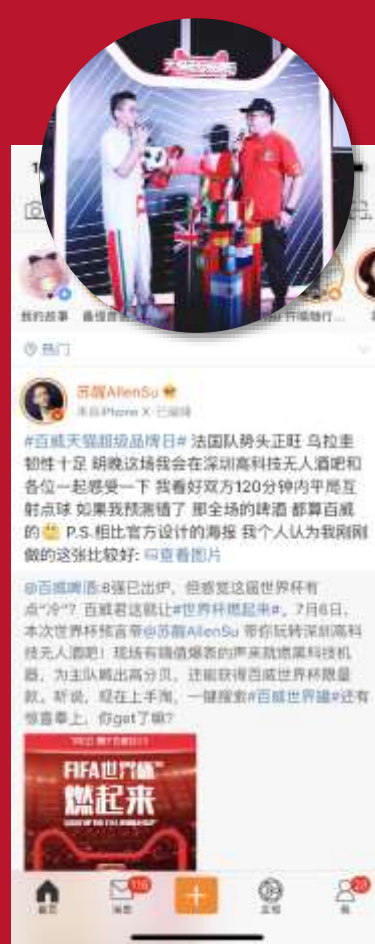 我的故事
热门
苏醒AllenSu
来自iPhone X 已编辑
#百威天猫超级品牌日# 法国队势头正旺 乌拉圭
韧性十足 明晚这场我会在深圳高科技无人酒吧和
各位一起感受一下 我看好双方120分钟内平局互
射点球 如果我预测错了 那全场的啤酒 都算百威
的 P.S.相比官方设计的海报 我个人认为我刚刚
做的这张比较好: 查看图片
@百威啤酒:8强已出炉，但感觉这届世界杯有
点“冷”？百威君这就让#世界杯燃起来#。7月6日，
本次世界杯预言帝@苏醒AllenSu 带你玩转深圳高科
技无人酒吧！现场有嗨值爆表的声来就燃黑科技机
器，为主队喊出高分贝，还能获得百威世界杯限量
款。听说，现在上手淘，一键搜索#百威世界罐#还有
惊喜奉上，你get了嘛?
FIFA世界杯™
燃起来
116
28
首页
消息
我